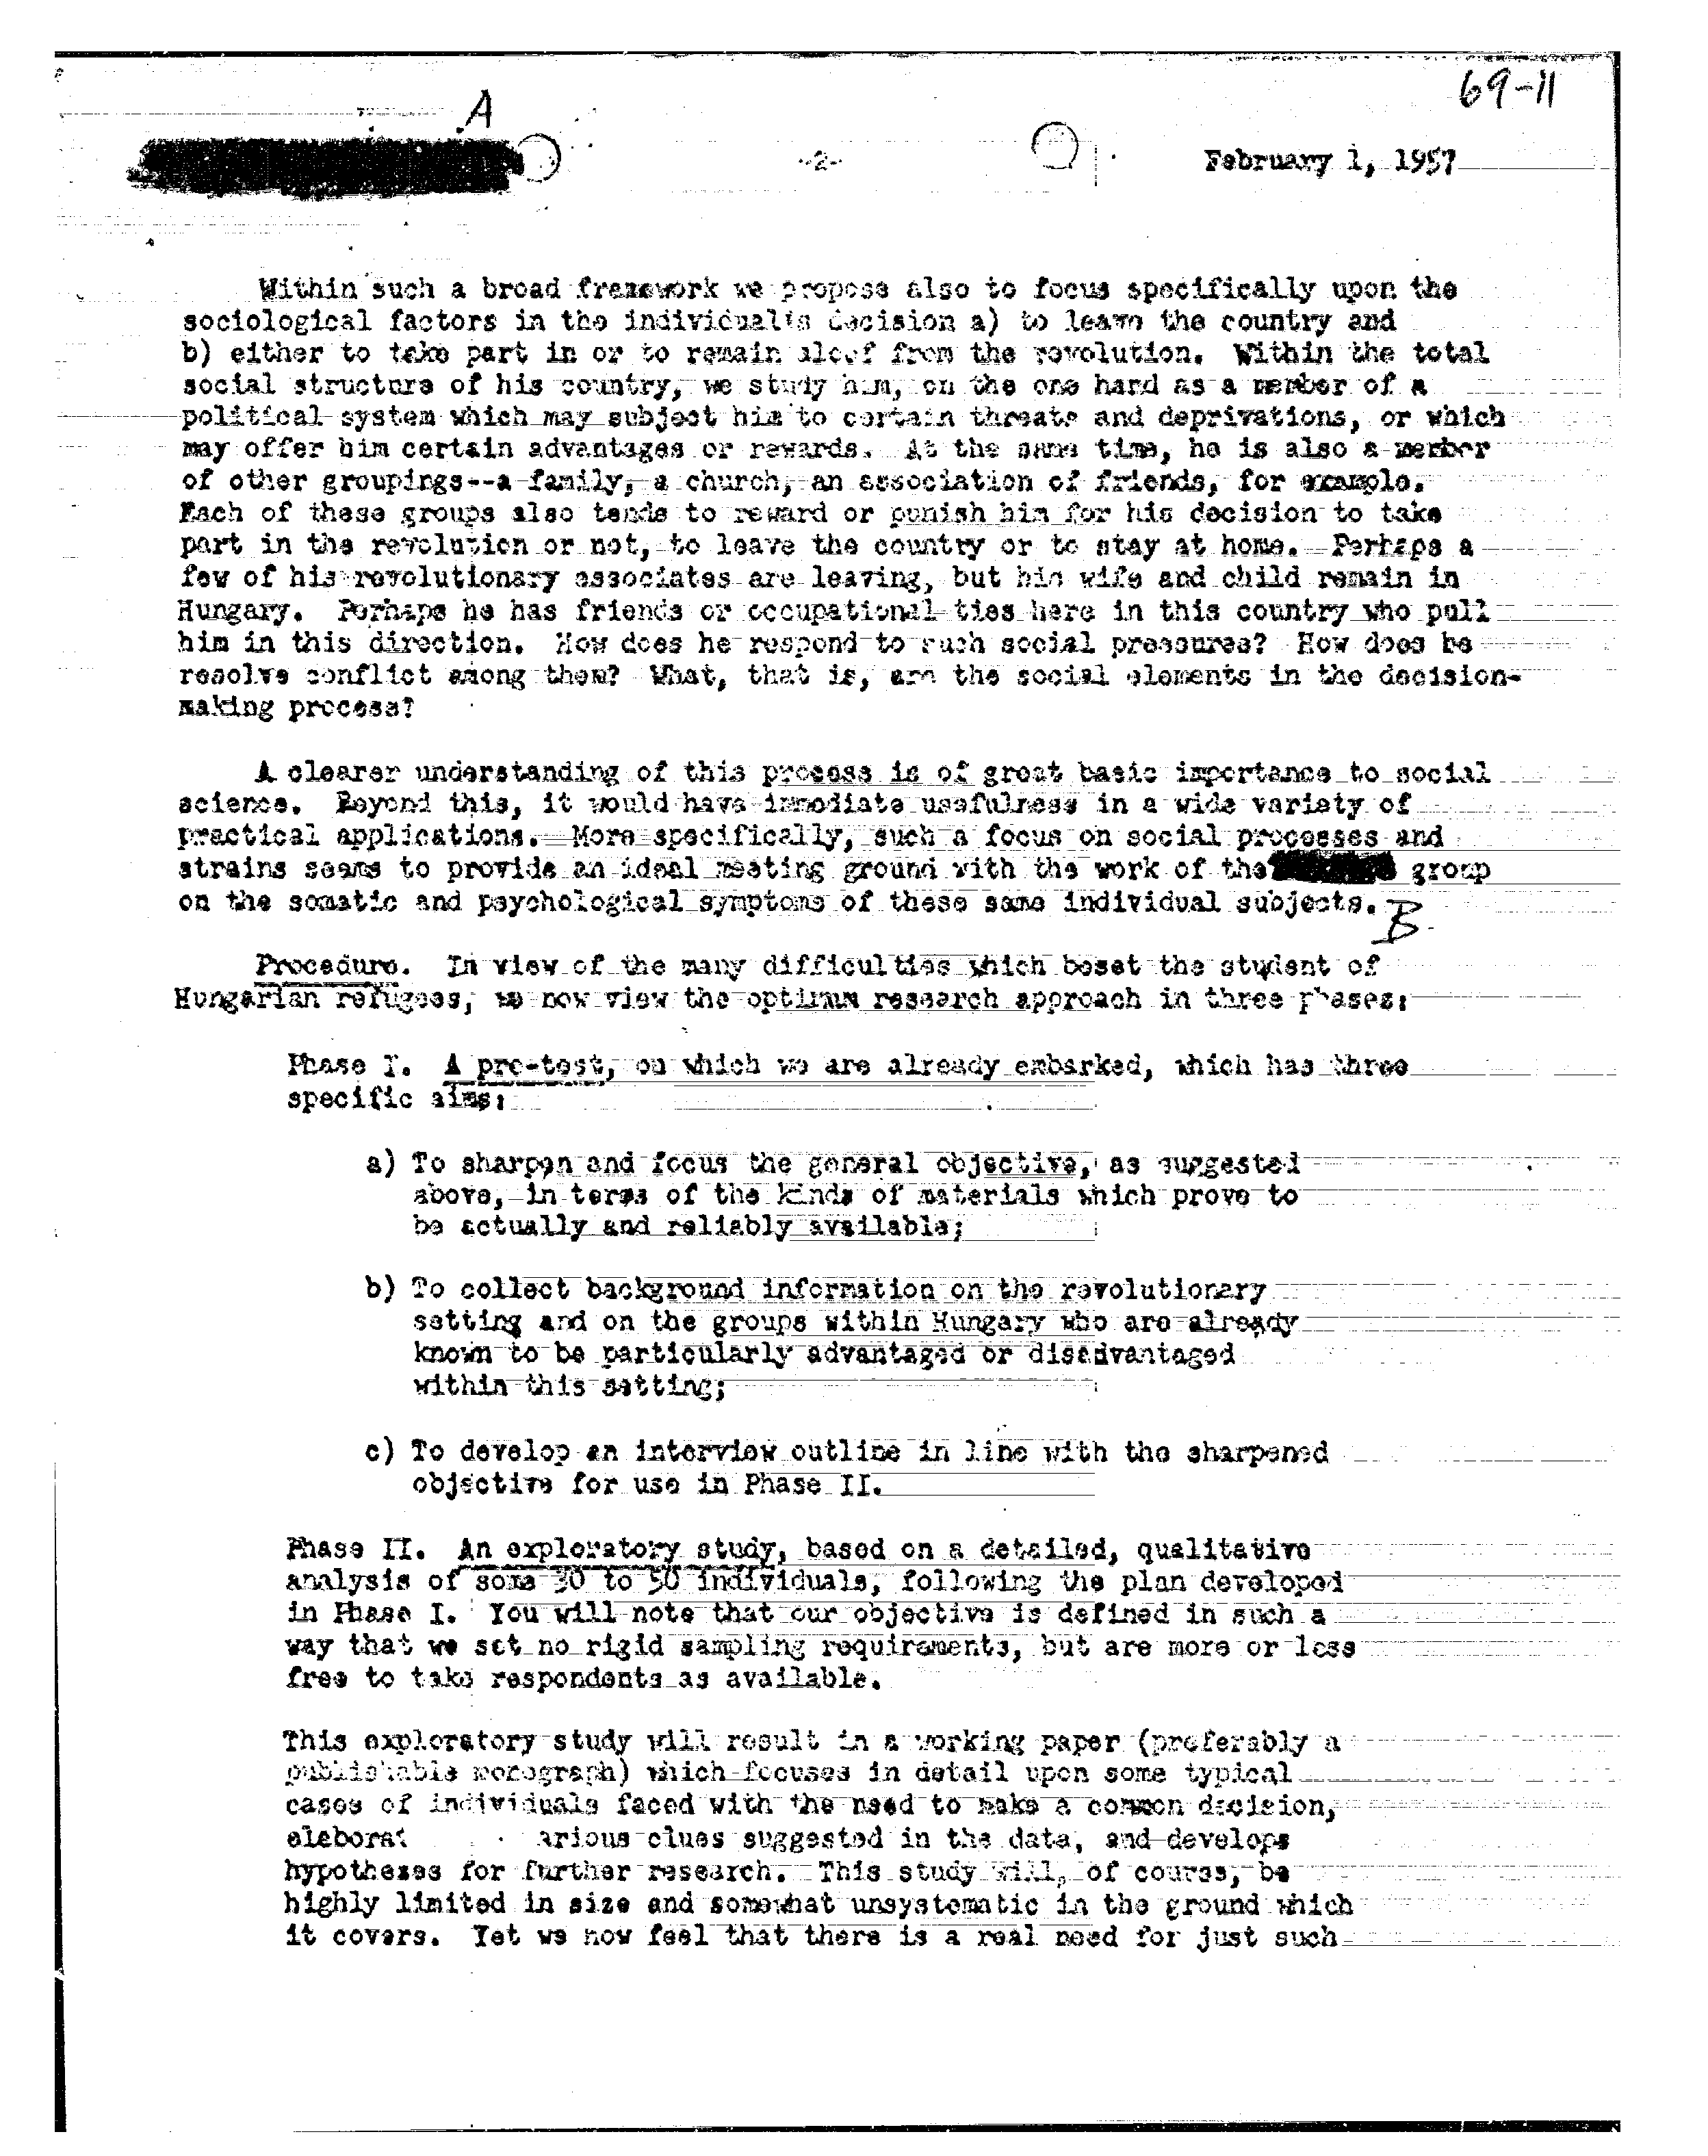 69-11
A
-2-
February 1, 1957
Within such a broad framework we propose also to focus specifically upon the
sociological factors in the individual's decision a) to leave the country and
b) either to take part in or to remain aloof from the revolution. Within the total
social structure of his country, we study him, on the one hand as a member of a
political system which may subject him to certain threats and deprivations, or which
may offer him certain advantages or rewards. At the same time, he is also a member
of other groupings--a family, a church, an association of friends, for example.
Each of these groups also tends to reward or punish him for his decision to take
part in the revolution or not, to leave the country or to stay at home. Perhaps a
few of his revolutionary associates are leaving, but his wife and child remain in
Hungary. Perhaps he has friends or occupational ties here in this country who pull
him in this direction. How does he respond to such social pressures? How does he
resolve conflict among them? What, that is, are the social elements in the decision-
making process?
A clearer understanding of this process is of great basic importance to social
science. Beyond this, it would have immediate usefulness in a wide variety of
practical applications. More specifically, such a focus on social processes and
strains seems to provide an ideal meeting ground with the work of the group
on the somatic and psychological symptoms of these same individual subjects.
B
Procedure. In view of the many difficulties which beset the student of
Hungarian refugees, we now view the optimum research approach in three phases:
Phase I. A pre-test, on which we are already embarked, which has three
specific aims:
a) To sharpen and focus the general objective, as suggested
above, in terms of the kinds of materials which prove to
be actually and reliably available;
b) To collect background information on the revolutionary
setting and on the groups within Hungary who are already
known to be particularly advantaged or disadvantaged
within this setting;
c) To develop an interview outline in line with the sharpened
objective for use in Phase II.
Phase II. An exploratory study, based on a detailed, qualitative
analysis of some 30 to 50 individuals, following the plan developed
in Phase I. You will note that our objective is defined in such a
way that we set no rigid sampling requirements, but are more or less
free to take respondents as available.
This exploratory study will result in a working paper (preferably a
publishable monograph) which focuses in detail upon some typical
cases of individuals faced with the need to make a common decision,
elaborat arious clues suggested in the data, and develops
hypotheses for further research. This study will, of course, be
highly limited in size and somewhat unsystematic in the ground which
it covers. Yet we now feel that there is a real need for just such